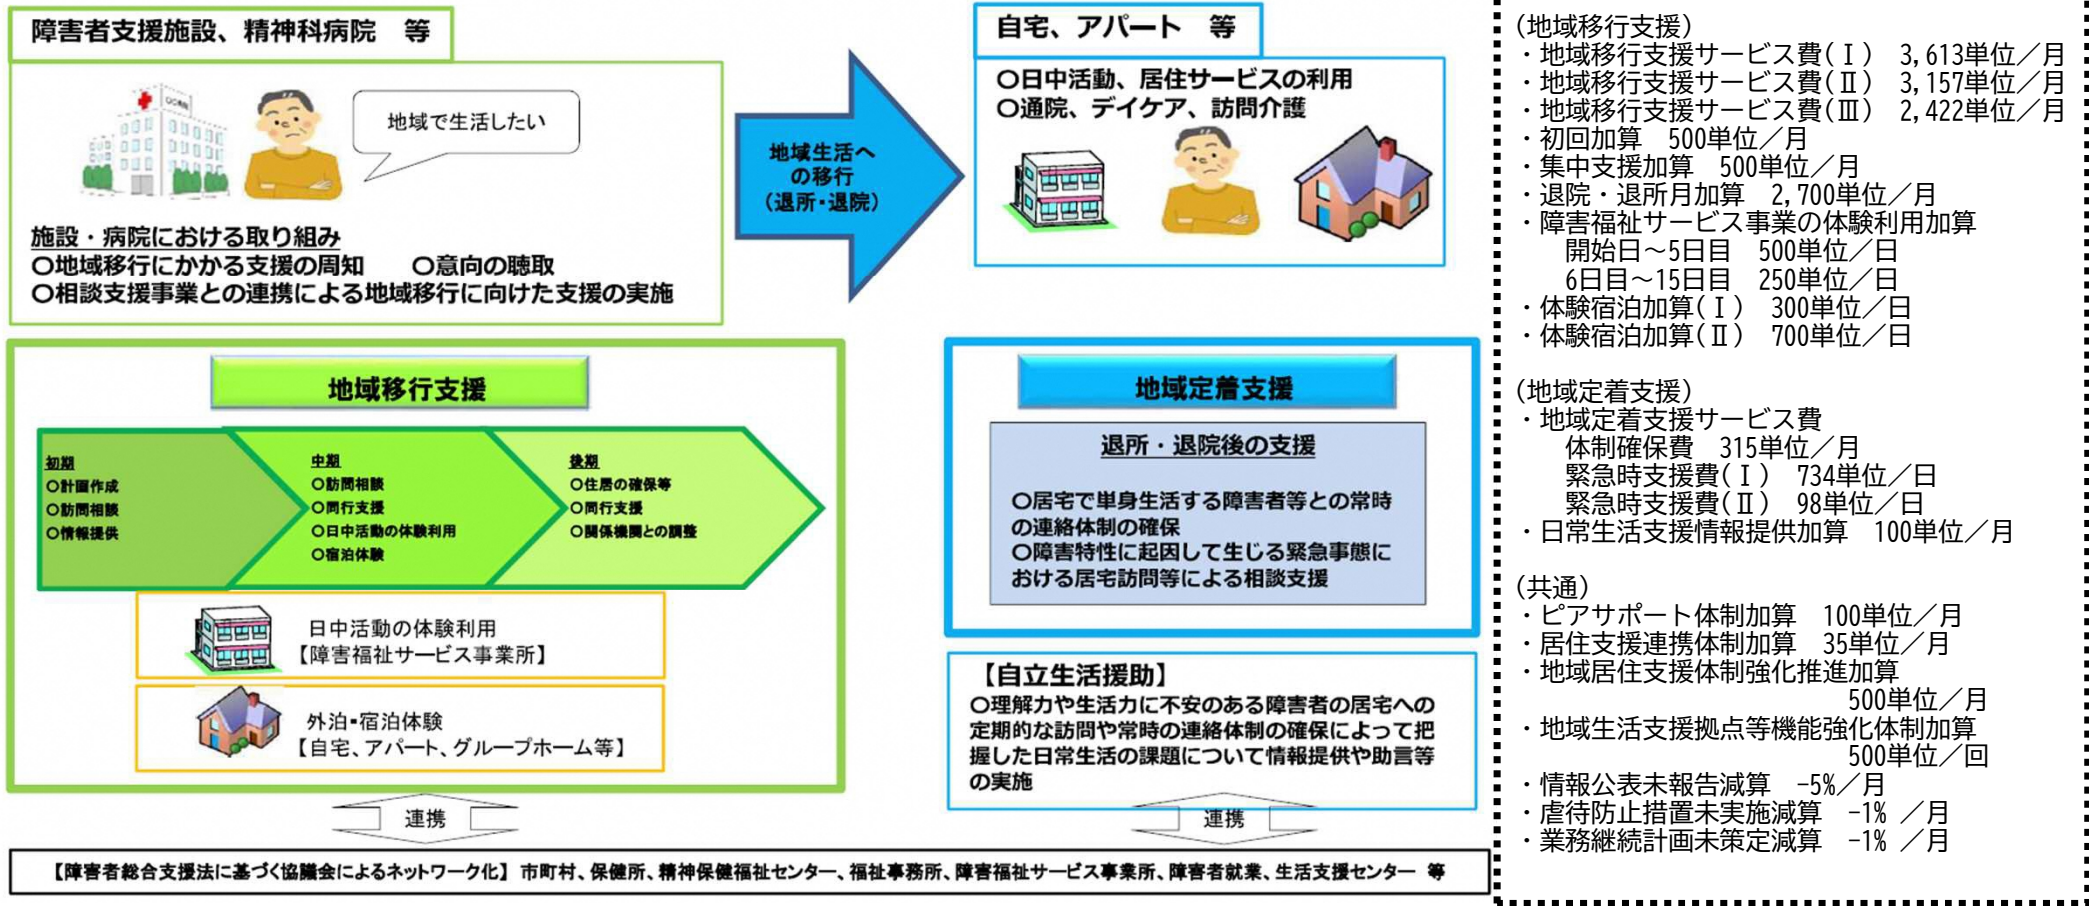 障害者支援施設、精神科病院　等
〇〇病院
地域で生活したい
施設・病院における取り組み
〇地域移行にかかる支援の周知　　〇意向の聴取
〇相談支援事業との連携による地域移行に向けた支援の実施
地域生活へ
の移行
（退所・退院）
自宅、アパート　等
〇日中活動、居住サービスの利用
〇通院、デイケア、訪問介護
地域移行支援
初期
〇計画作成
〇訪問相談
〇情報提供
中期
〇訪問相談
〇同行支援
〇日中活動の体験利用
〇宿泊体験
後期
〇住居の確保等
〇同行支援
〇関係機関との調整
日中活動の体験利用
【障害福祉サービス事業所】
外泊・宿泊体験
【自宅、アパート、グループホーム等】
連携
地域定着支援
退所・退院後の支援
〇居宅で単身生活する障害者等との常時
の連絡体制の確保
〇障害特性に起因して生じる緊急事態に
おける居宅訪問等による相談支援
【自立生活援助】
〇理解力や生活力に不安のある障害者の居宅への
定期的な訪問や常時の連絡体制の確保によって把
握した日常生活の課題について情報提供や助言等
の実施
連携
【障害者総合支援法に基づく協議会によるネットワーク化】 市町村、保健所、精神保健福祉センター、福祉事務所、障害福祉サービス事業所、障害者就業、生活支援センター　等
（地域移行支援）
・地域移行支援サービス費(Ⅰ)　3,613単位／月
・地域移行支援サービス費(Ⅱ)　3,157単位／月
・地域移行支援サービス費(Ⅲ)　2,422単位／月
・初回加算　500単位／月
・集中支援加算　500単位／月
・退院・退所月加算　2,700単位／月
・障害福祉サービス事業の体験利用加算
開始日～5日目　500単位／日
6日目～15日目　250単位／日
・体験宿泊加算(Ⅰ)　300単位／日
・体験宿泊加算(Ⅱ)　700単位／日
（地域定着支援）
・地域定着支援サービス費
体制確保費　315単位／月
緊急時支援費(Ⅰ)　734単位／日
緊急時支援費(Ⅱ)　98単位／日
・日常生活支援情報提供加算　100単位／月
（共通）
・ピアサポート体制加算　100単位／月
・居住支援連携体制加算　35単位／月
・地域居住支援体制強化推進加算
500単位／月
・地域生活支援拠点等機能強化体制加算
500単位／回
・情報公表未報告減算　-5%／月
・虐待防止措置未実施減算　-1% ／月
・業務継続計画未策定減算　-1% ／月